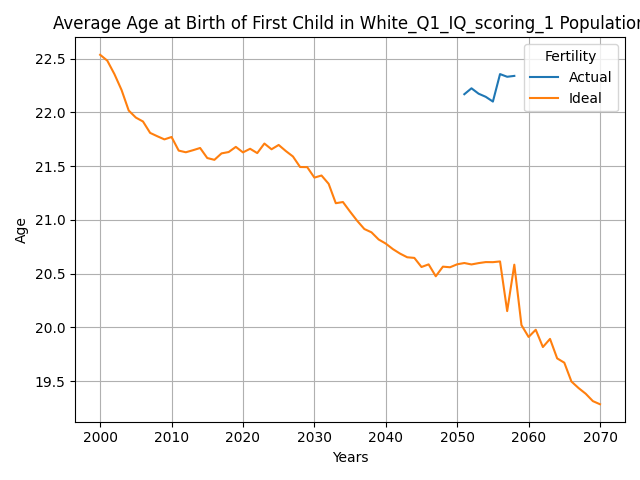 Average Age at Birth of First Child in White_Q1_IQ_scoring_1 Population
Fertility
Actual
Ideal
22.5
22.0
21.5
21.0
20.5
20.0
19.5
Age
2000 2010 2020 2030 2040 2050 2060 2070
Years